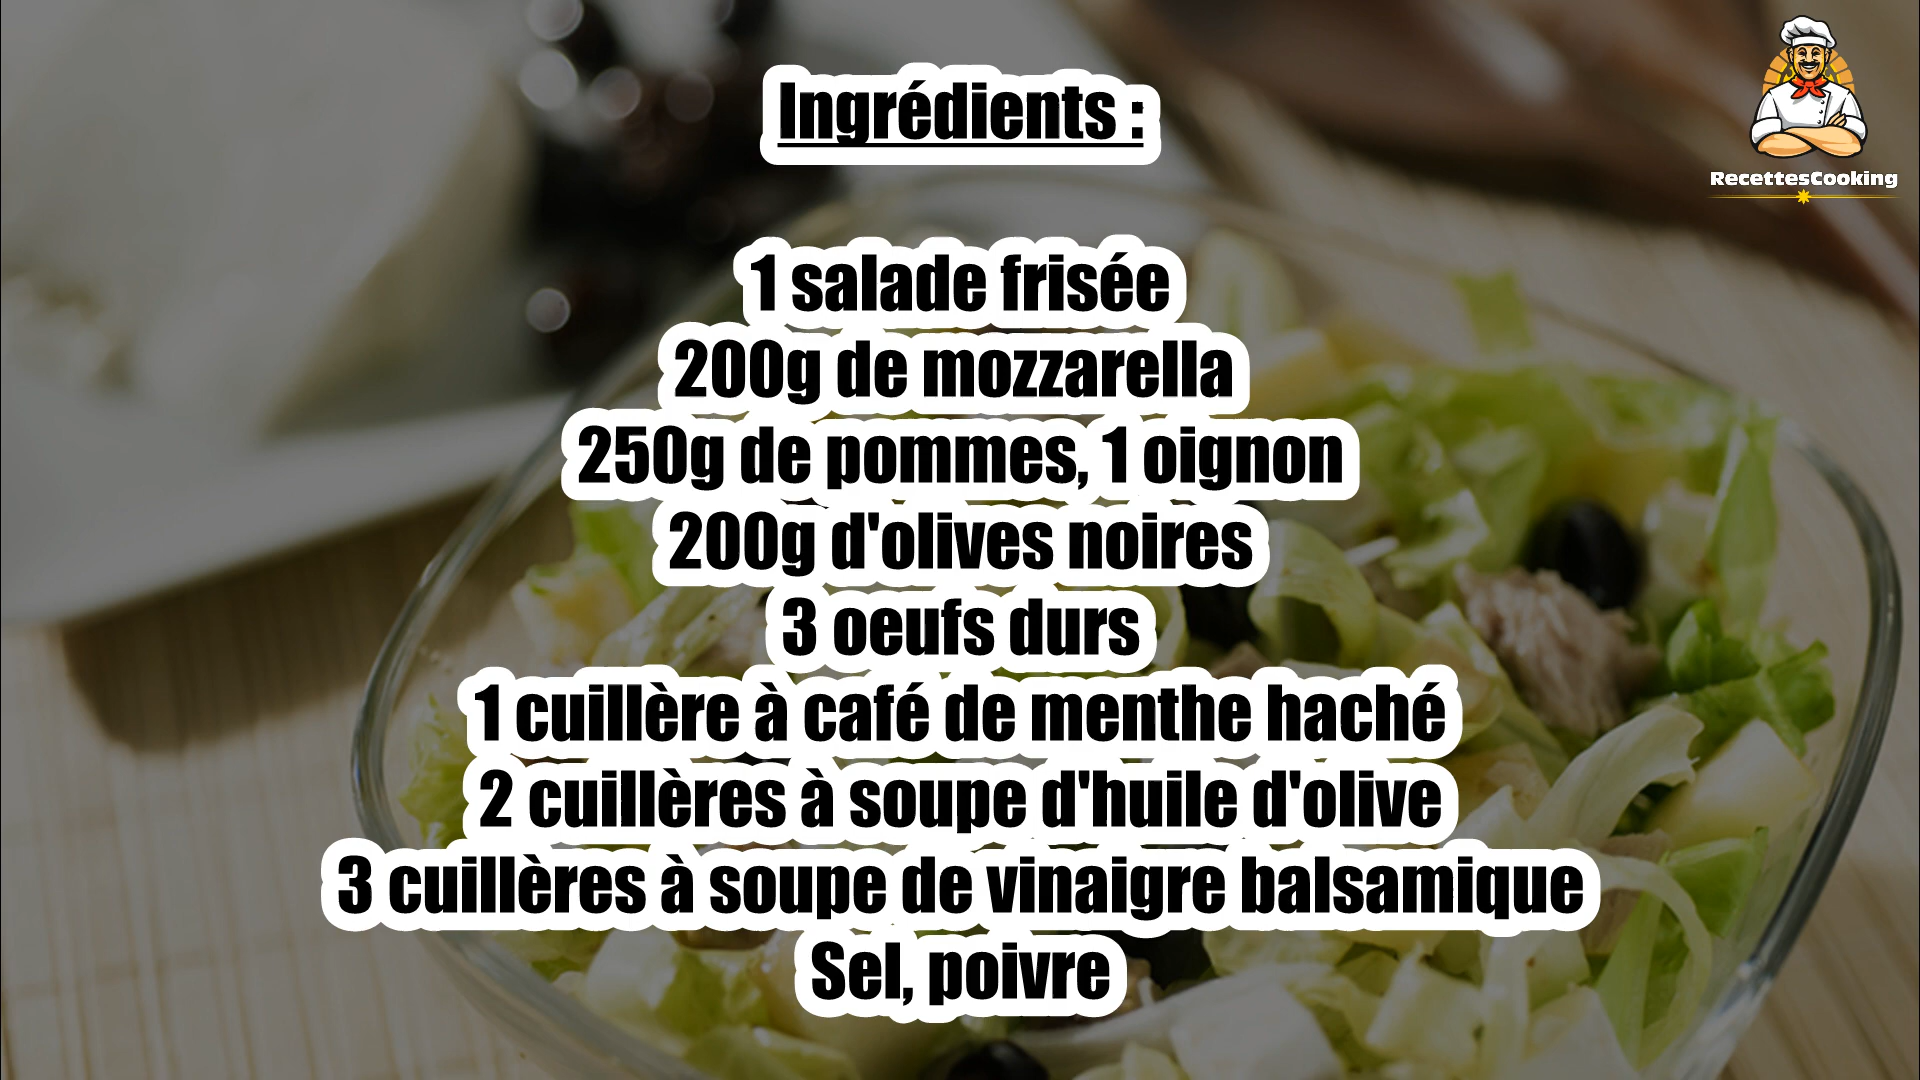 Ingrédients :
RecettesCooking
1 salade frisée
200g de mozzarella
250g de pommes, 1 oignon
200g d'olives noires
3 oeufs durs
1 cuillère à café de menthe haché
2 cuillères à soupe d'huile d'olive
3 cuillères à soupe de vinaigre balsamique
Sel, poivre